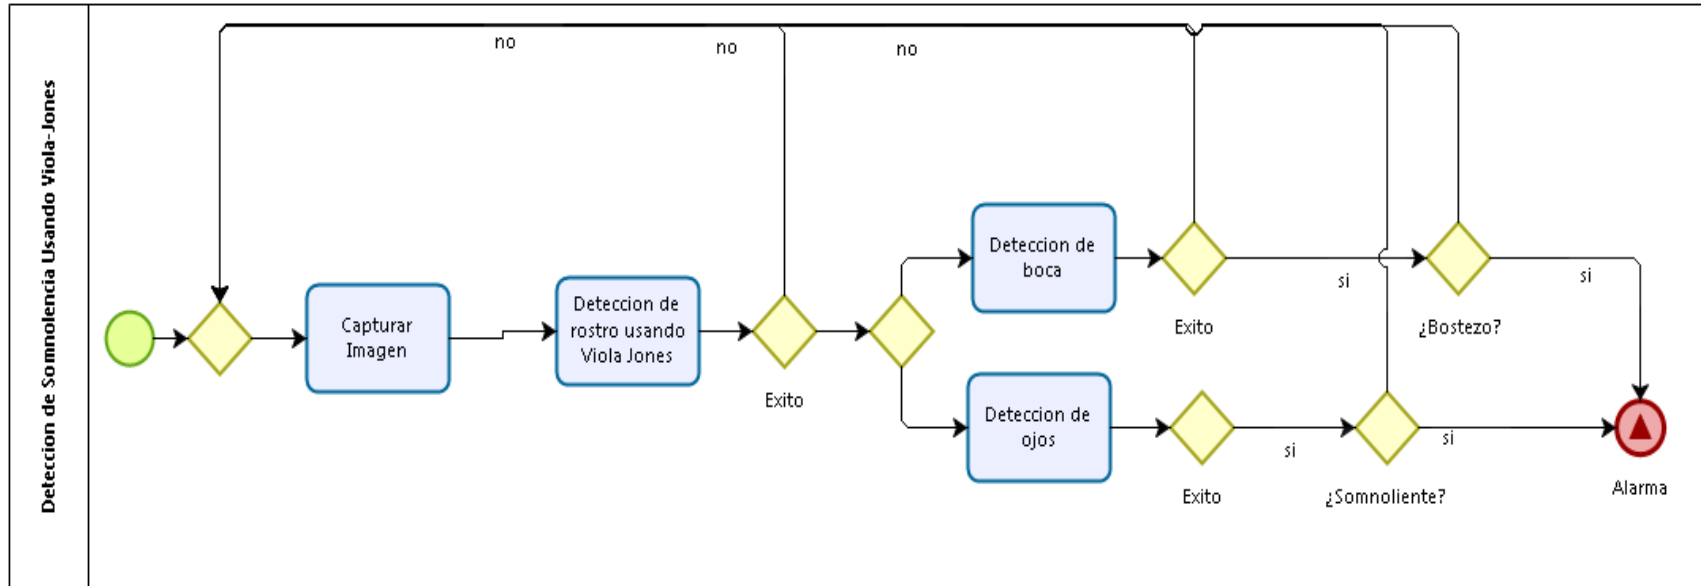 Deteccion de Somnolencia Usando Viola-Jones
no
no
no
Capturar
Imagen
Deteccion de
rostro usando
Viola Jones
Exito
Deteccion de
boca
Exito
si
¿Bostezo?
si
Deteccion de
ojos
Exito
si
¿Somnoliente?
si
Alarma